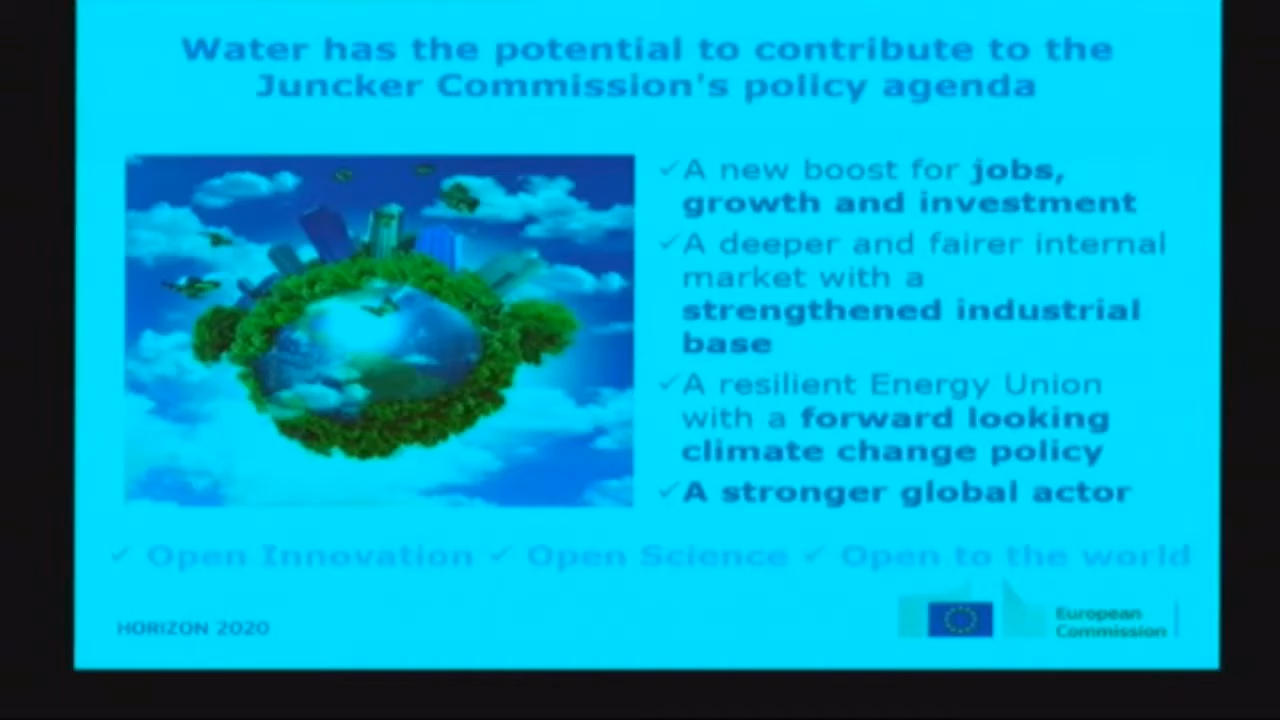 Water has the potential to contribute to the
Juncker Commission's policy agenda
✓A new boost for jobs,
growth and investment
✓A deeper and fairer internal
market with a
strengthened industrial
base
✓A resilient Energy Union
with a forward looking
climate change policy
✓A stronger global actor
✓ Open Innovation ✓ Open Science ✓ Open to the world
HORIZON 2020
European
Commission